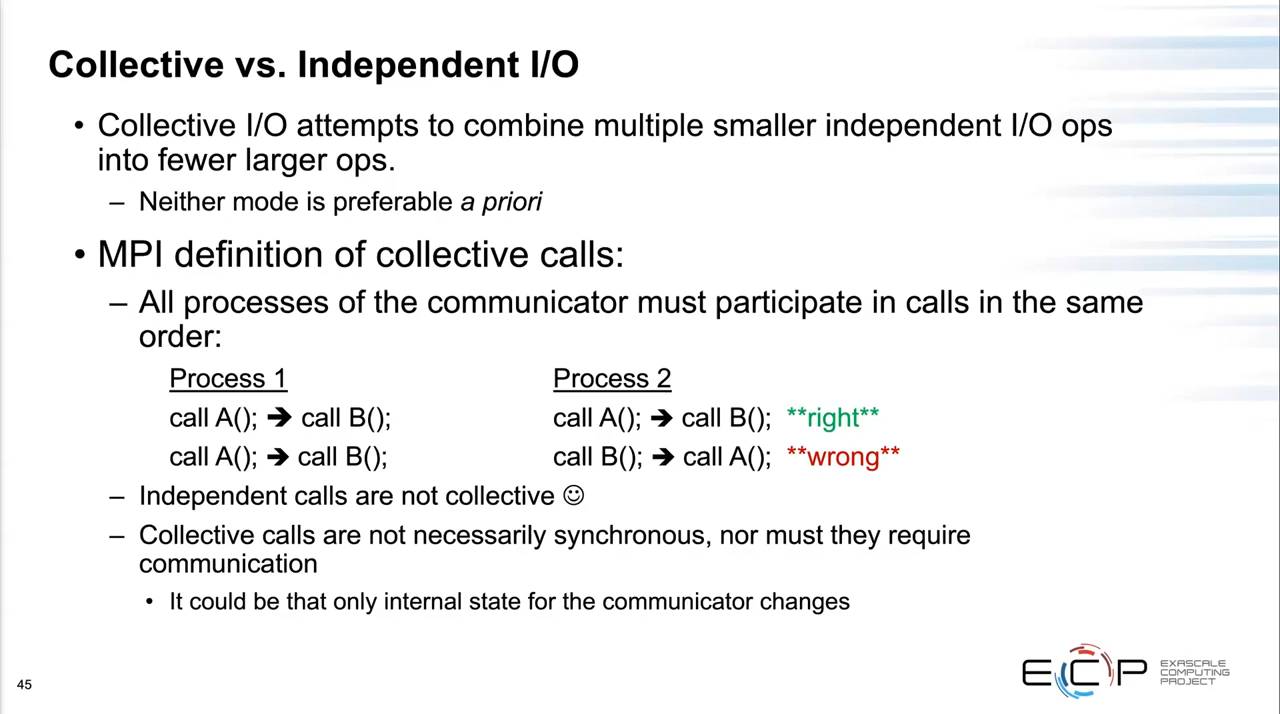 Collective vs. Independent I/O
• Collective I/O attempts to combine multiple smaller independent I/O ops
into fewer larger ops.
– Neither mode is preferable a priori
• MPI definition of collective calls:
– All processes of the communicator must participate in calls in the same
order:
Process 1 Process 2
call A(); ➔ call B(); call A(); ➔ call B(); **right**
call A(); ➔ call B(); call B(); ➔ call A(); **wrong**
– Independent calls are not collective ☺
– Collective calls are not necessarily synchronous, nor must they require
communication
• It could be that only internal state for the communicator changes
45
ECP
EXASCALE
COMPUTING
PROJECT